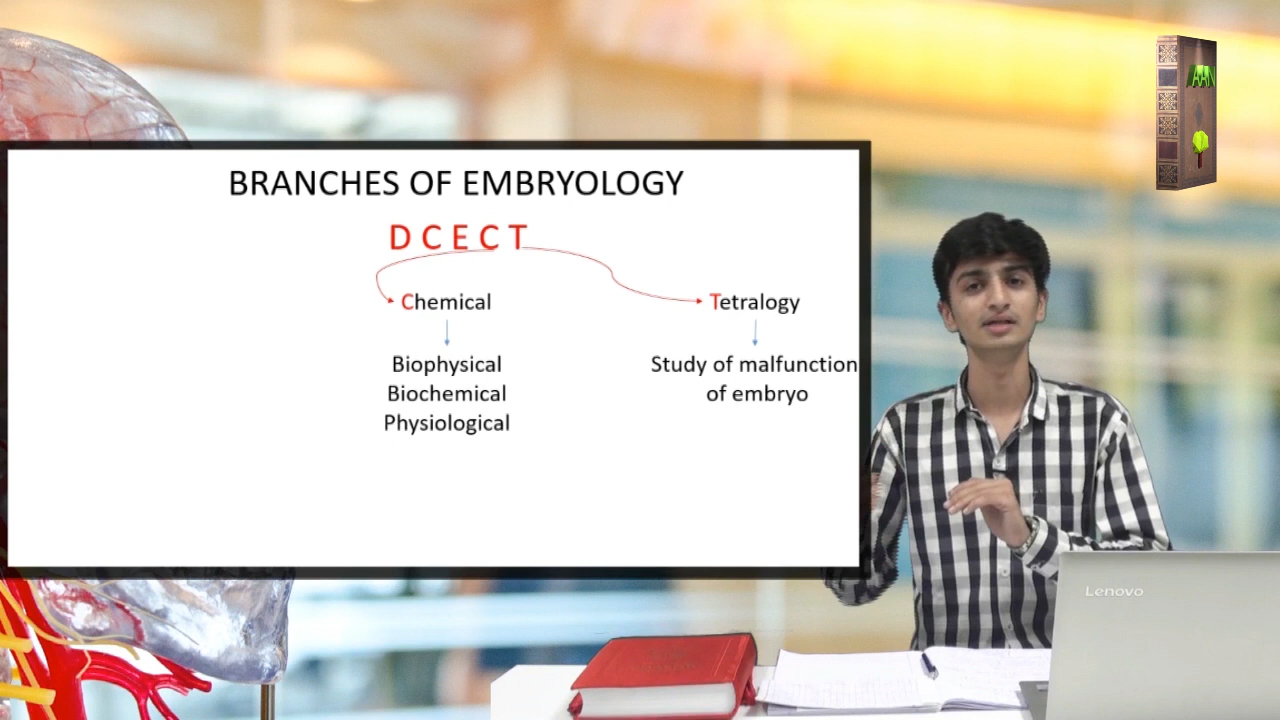 BRANCHES OF EMBRYOLOGY
D C E C T
Chemical
Tetralogy
Biophysical
Biochemical
Physiological
Study of malfunction
of embryo
Lenovo